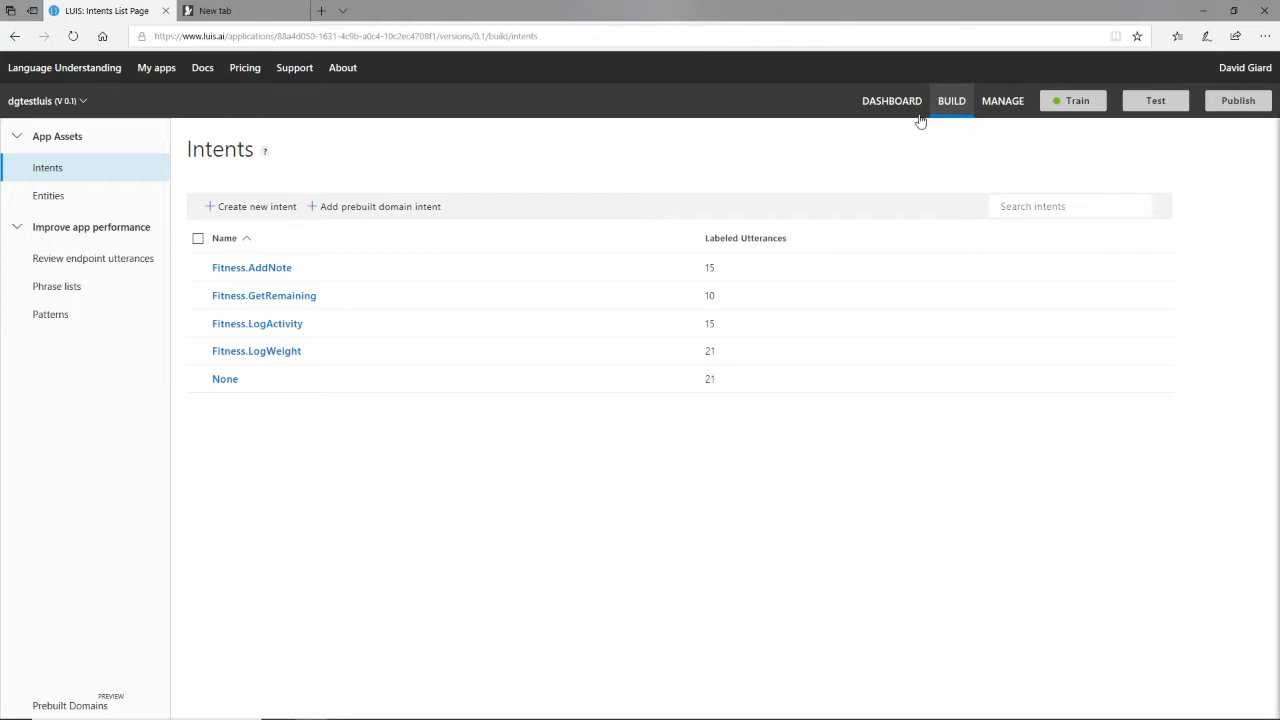 LUIS: Intents List Page
New tab
https://www.luis.ai/applications/88a4d050-1631-4c9b-a0c4-10c2ec4708f1/versions/0.1/build/intents
Language Understanding My apps Docs Pricing Support About David Giard
dgtestluis (V 0.1) DASHBOARD BUILD MANAGE Train Test Publish
App Assets
Intents
Entities
Improve app performance
Review endpoint utterances
Phrase lists
Patterns
PREVIEW
Prebuilt Domains
Intents ?
+ Create new intent + Add prebuilt domain intent Search intents
Name Labeled Utterances
Fitness.AddNote 15
Fitness.GetRemaining 10
Fitness.LogActivity 15
Fitness.LogWeight 21
None 21